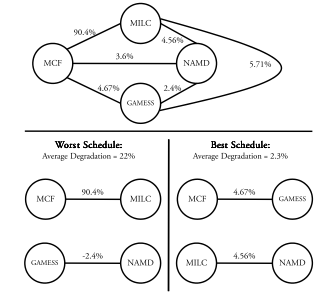 MILC
90.4%
4.56%
3.6%
MCF
NAMD
5.71%
4.67%
2.4%
GAMESS
Worst Schedule:
Average Degradation = 22%
Best Schedule:
Average Degradation = 2.3%
MCF
90.4%
MILC
MCF
4.67%
GAMESS
GAMESS
-2.4%
NAMD
MILC
4.56%
NAMD